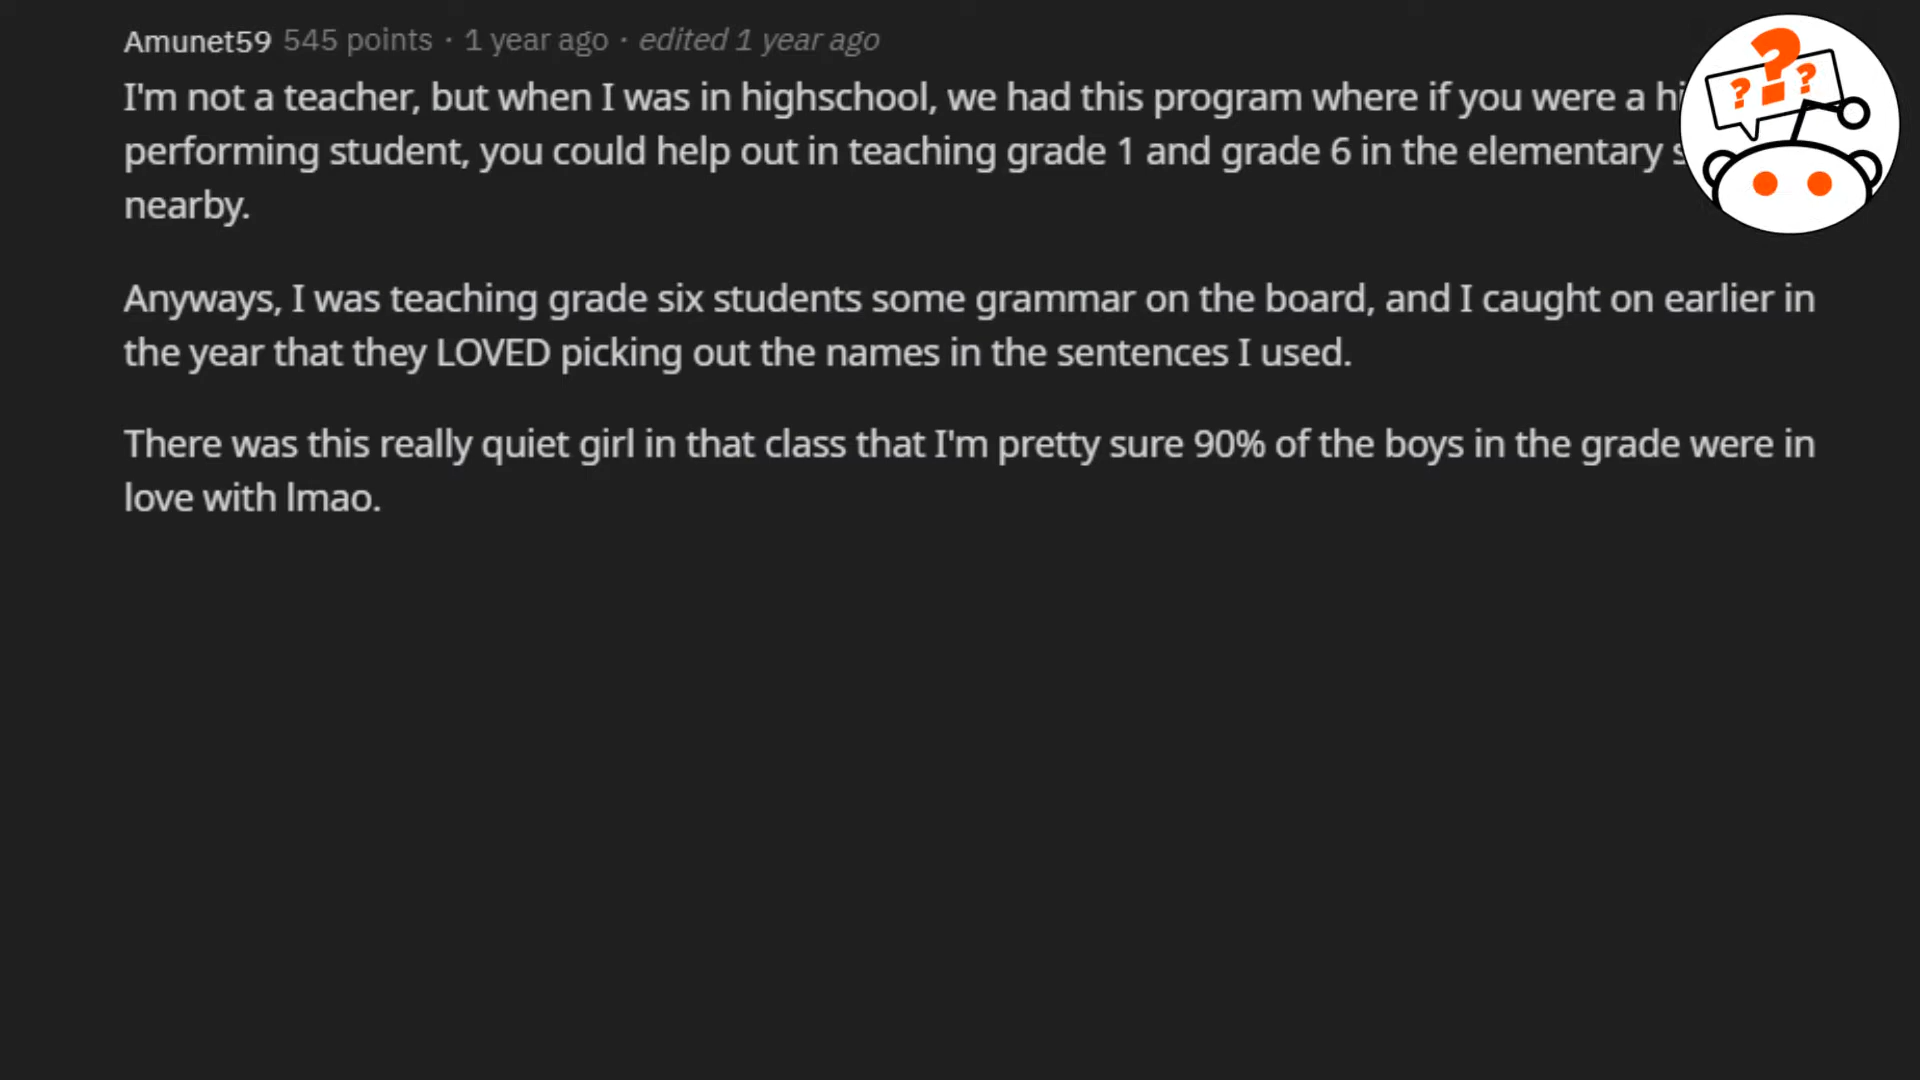 Amunet59 545 points · 1 year ago · edited 1 year ago
I'm not a teacher, but when I was in highschool, we had this program where if you were a
performing student, you could help out in teaching grade 1 and grade 6 in the elementary
nearby.
Anyways, I was teaching grade six students some grammar on the board, and I caught on earlier in
the year that they LOVED picking out the names in the sentences I used.
There was this really quiet girl in that class that I'm pretty sure 90% of the boys in the grade were in
love with lmao.
? ? ?